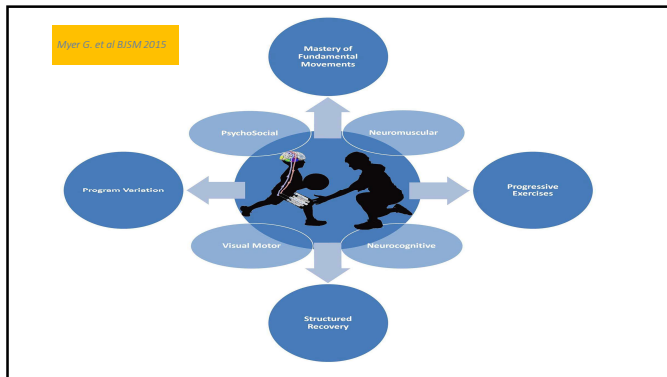 Myer G. et al BJSM 2015
Mastery of
Fundamental
Movements
PsychoSocial
Neuromuscular
Program Variation
Progressive
Exercises
Visual Motor
Neurocognitive
Structured
Recovery